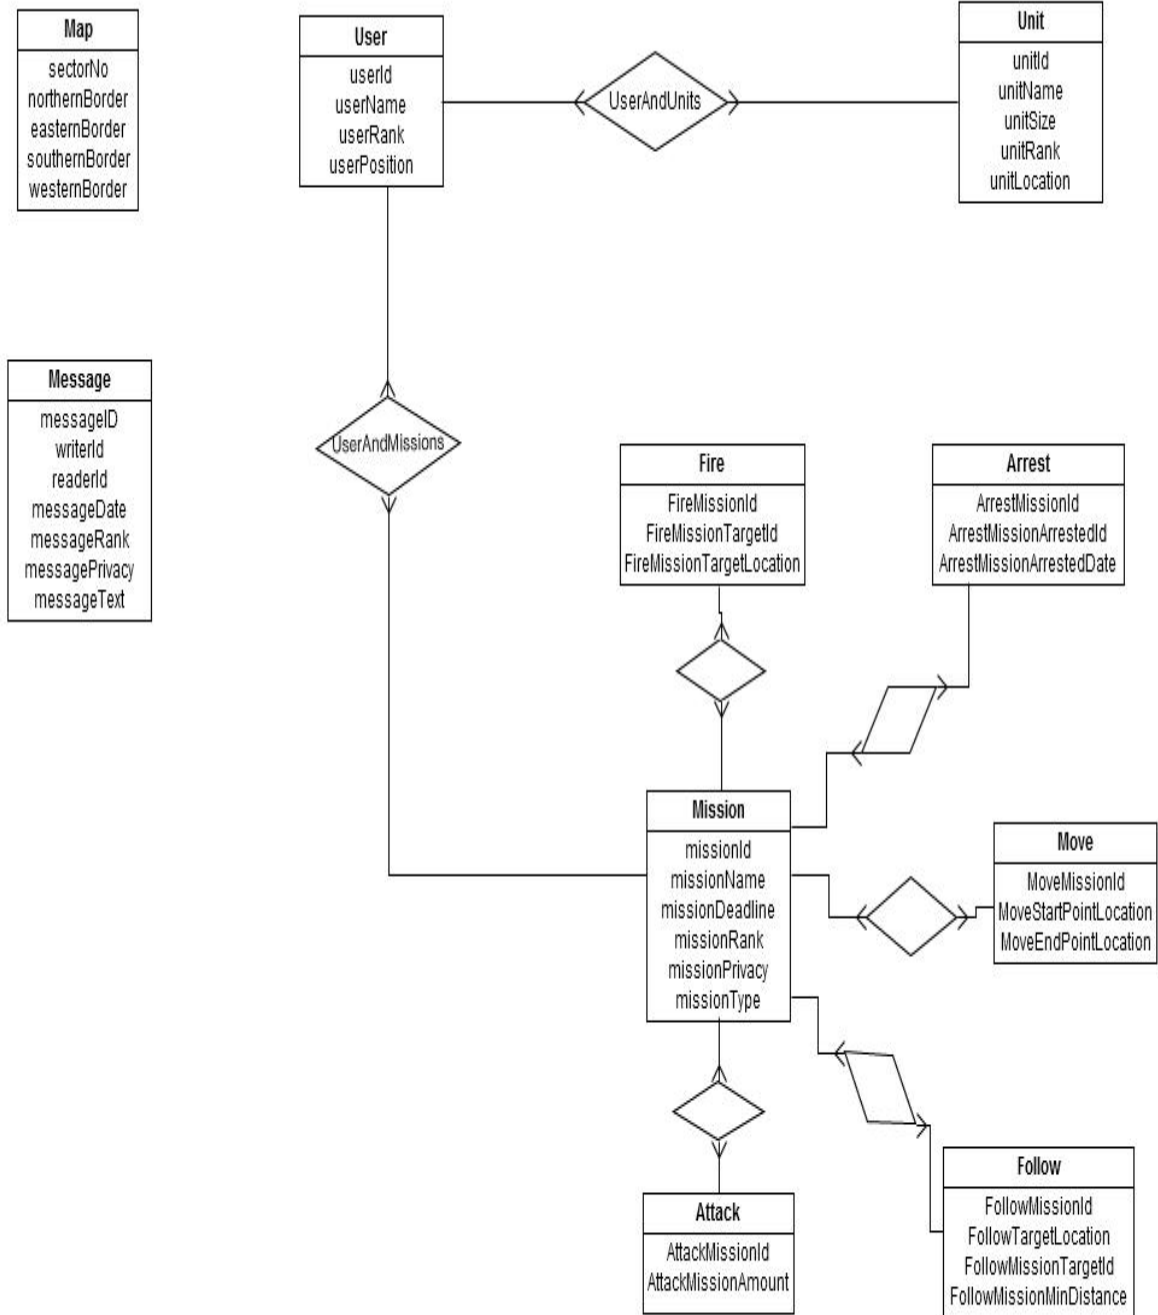 Map
sectorNo
northernBorder
easternBorder
southernBorder
westernBorder
User
userId
userName
userRank
userPosition
UserAndUnits
Unit
unitId
unitName
unitSize
unitRank
unitLocation
Message
messageID
writerId
readerId
messageDate
messageRank
messagePrivacy
messageText
UserAndMissions
Fire
FireMissionId
FireMissionTargetId
FireMissionTargetLocation
Arrest
ArrestMissionId
ArrestMissionArrestedId
ArrestMissionArrestedDate
Mission
missionId
missionName
missionDeadline
missionRank
missionPrivacy
missionType
Move
MoveMissionId
MoveStartPointLocation
MoveEndPointLocation
Attack
AttackMissionId
AttackMissionAmount
Follow
FollowMissionId
FollowTargetLocation
FollowMissionTargetId
FollowMissionMinDistance